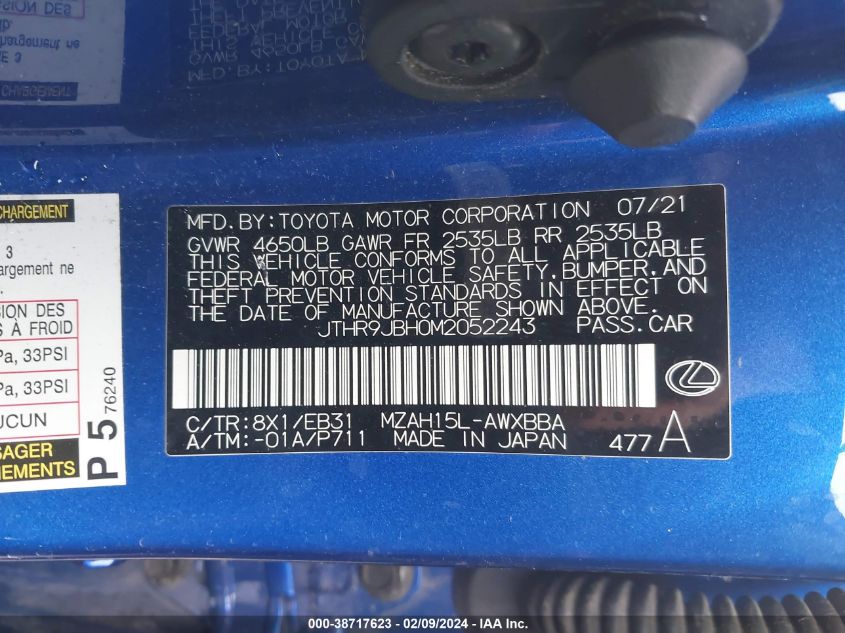 CHARGEMENT
3
argement ne
SION DES
S À FROID
Pa, 33PSI
Pa, 33PSI
UCUN
SAGER
NEMENTS
P 5 76240
MFD. BY: TOYOTA MOTOR CORPORATION 07/21
GVWR 4650LB GAWR FR 2535LB RR 2535LB
THIS VEHICLE CONFORMS TO ALL APPLICABLE
FEDERAL MOTOR VEHICLE SAFETY, BUMPER, AND
THEFT PREVENTION STANDARDS IN EFFECT ON
THE DATE OF MANUFACTURE SHOWN ABOVE.
JTHR9JBH0M2052243 PASS. CAR
C/TR: 8X1/EB31 MZAH15L-AWXBBA
A/TM: -01A/P711 MADE IN JAPAN 477 A
000-38717623 - 02/09/2024 - IAAI Inc.